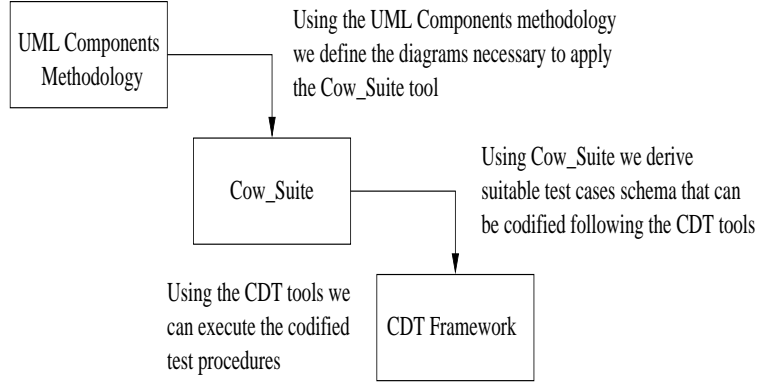 UML Components
Methodology
Using the UML Components methodology
we define the diagrams necessary to apply
the Cow_Suite tool
Cow_Suite
Using Cow_Suite we derive
suitable test cases schema that can
be codified following the CDT tools
Using the CDT tools we
can execute the codified
test procedures
CDT Framework